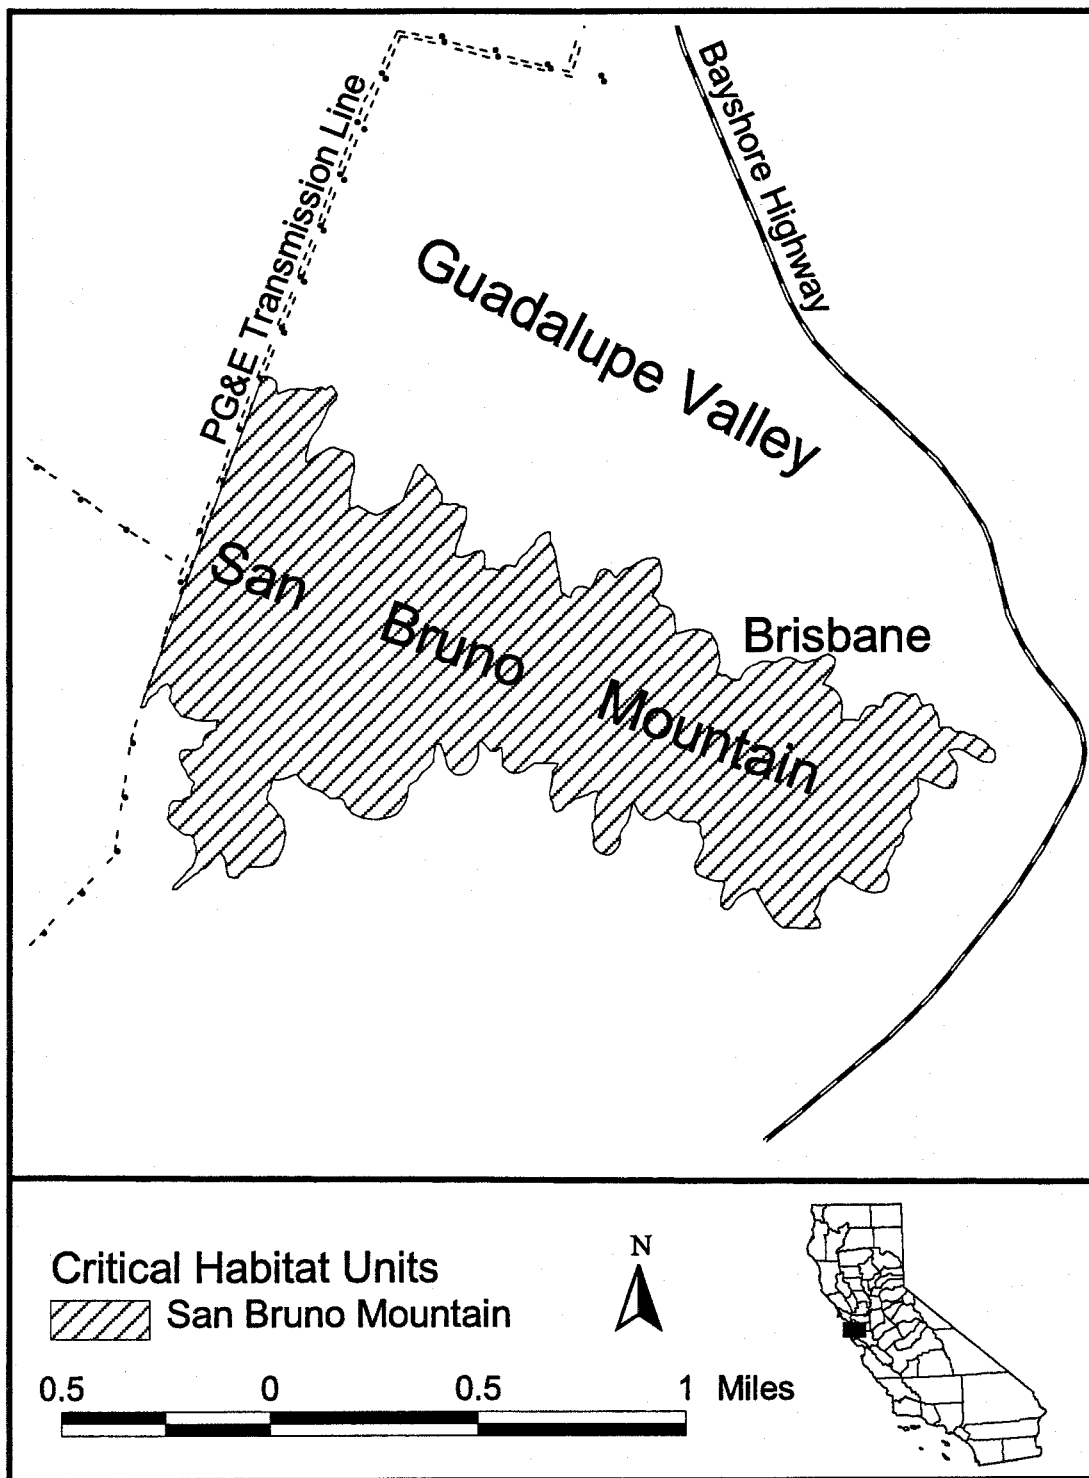 Bayshore Highway
PG&E Transmission Line
Guadalupe Valley
San Bruno Mountain
Brisbane
Critical Habitat Units
San Bruno Mountain
N
0.5 0 0.5 1 Miles